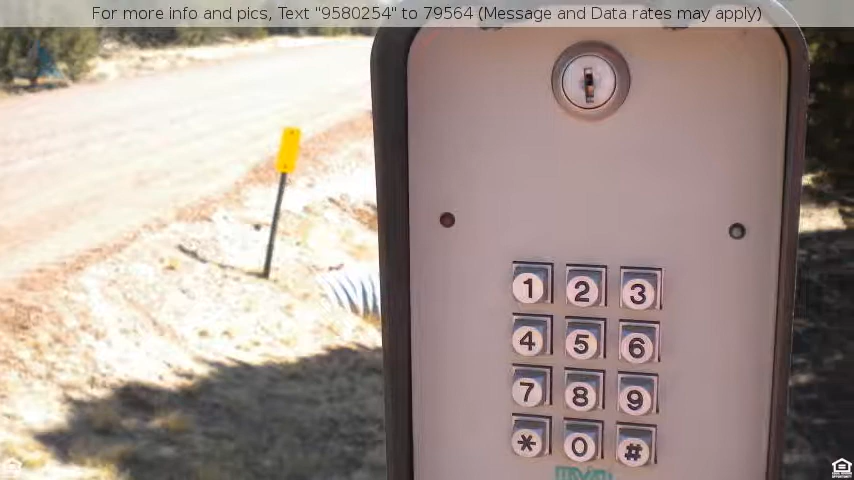 For more info and pics, Text "9580254" to 79564 (Message and Data rates may apply)
1 2 3
4 5 6
7 8 9
* 0 #